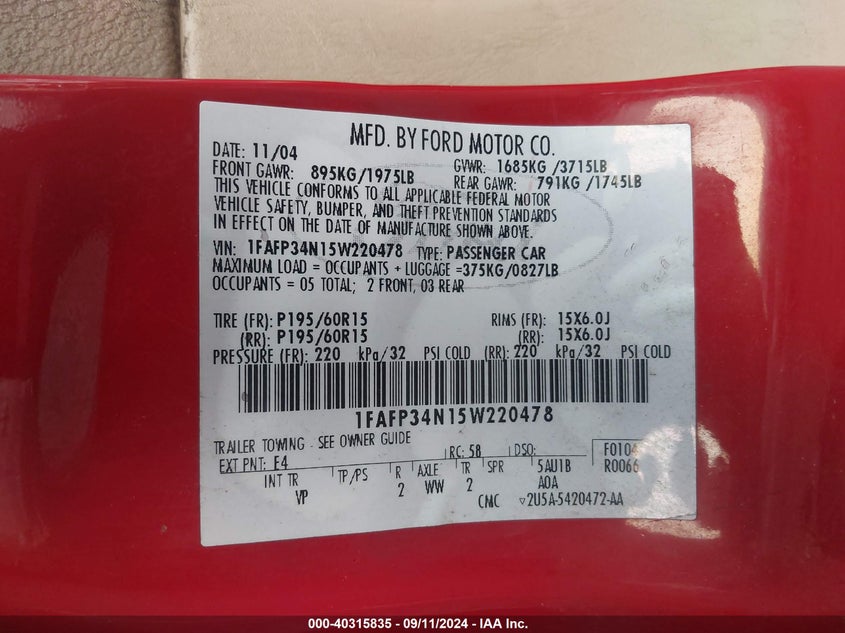 MFD. BY FORD MOTOR CO.
DATE: 11/04
FRONT GAWR: 895KG/1975LB
GVWR: 1685KG /3715LB
REAR GAWR: 791KG /1745LB
THIS VEHICLE CONFORMS TO ALL APPLICABLE FEDERAL MOTOR
VEHICLE SAFETY, BUMPER, AND THEFT PREVENTION STANDARDS
IN EFFECT ON THE DATE OF MANUFACTURE SHOWN ABOVE.
VIN: 1FAFP34N15W220478 TYPE: PASSENGER CAR
MAXIMUM LOAD = OCCUPANTS + LUGGAGE =375KG/0827LB
OCCUPANTS = 05 TOTAL; 2 FRONT, 03 REAR
TIRE (FR): P195/60R15 RIMS (FR): 15X6.0J
(RR): P195/60R15 (RR): 15X6.0J
PRESSURE (FR): 220 kPa/32 PSI COLD (RR): 220 kPa/32 PSI COLD
1FAFP34N15W220478
TRAILER TOWING - SEE OWNER GUIDE
EXT PNT: E4 RC: 58 DSO:
F0104
R0066
INT TR TP/PS R AXLE TR SPR 5AU1B
VP 2 WW 2 A0A
CMC 2U5A-5420472-AA
000-40315835 - 09/11/2024 - IAA Inc.